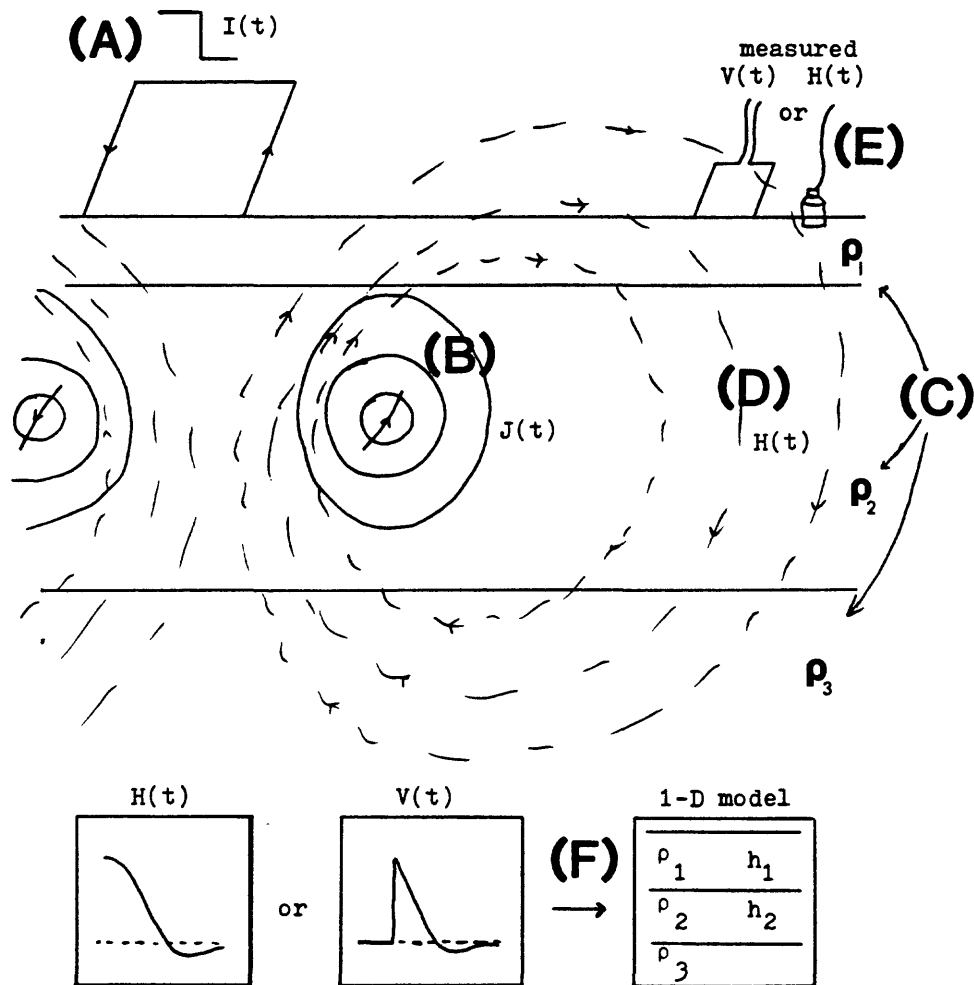 (A) I(t)
measured
V(t) or H(t)
(E)
ρ1
(B)
(D)
(C)
J(t)
H(t)
ρ2
ρ3
H(t)
or
V(t)
(F)
1-D model
ρ1 h1
ρ2 h2
ρ3